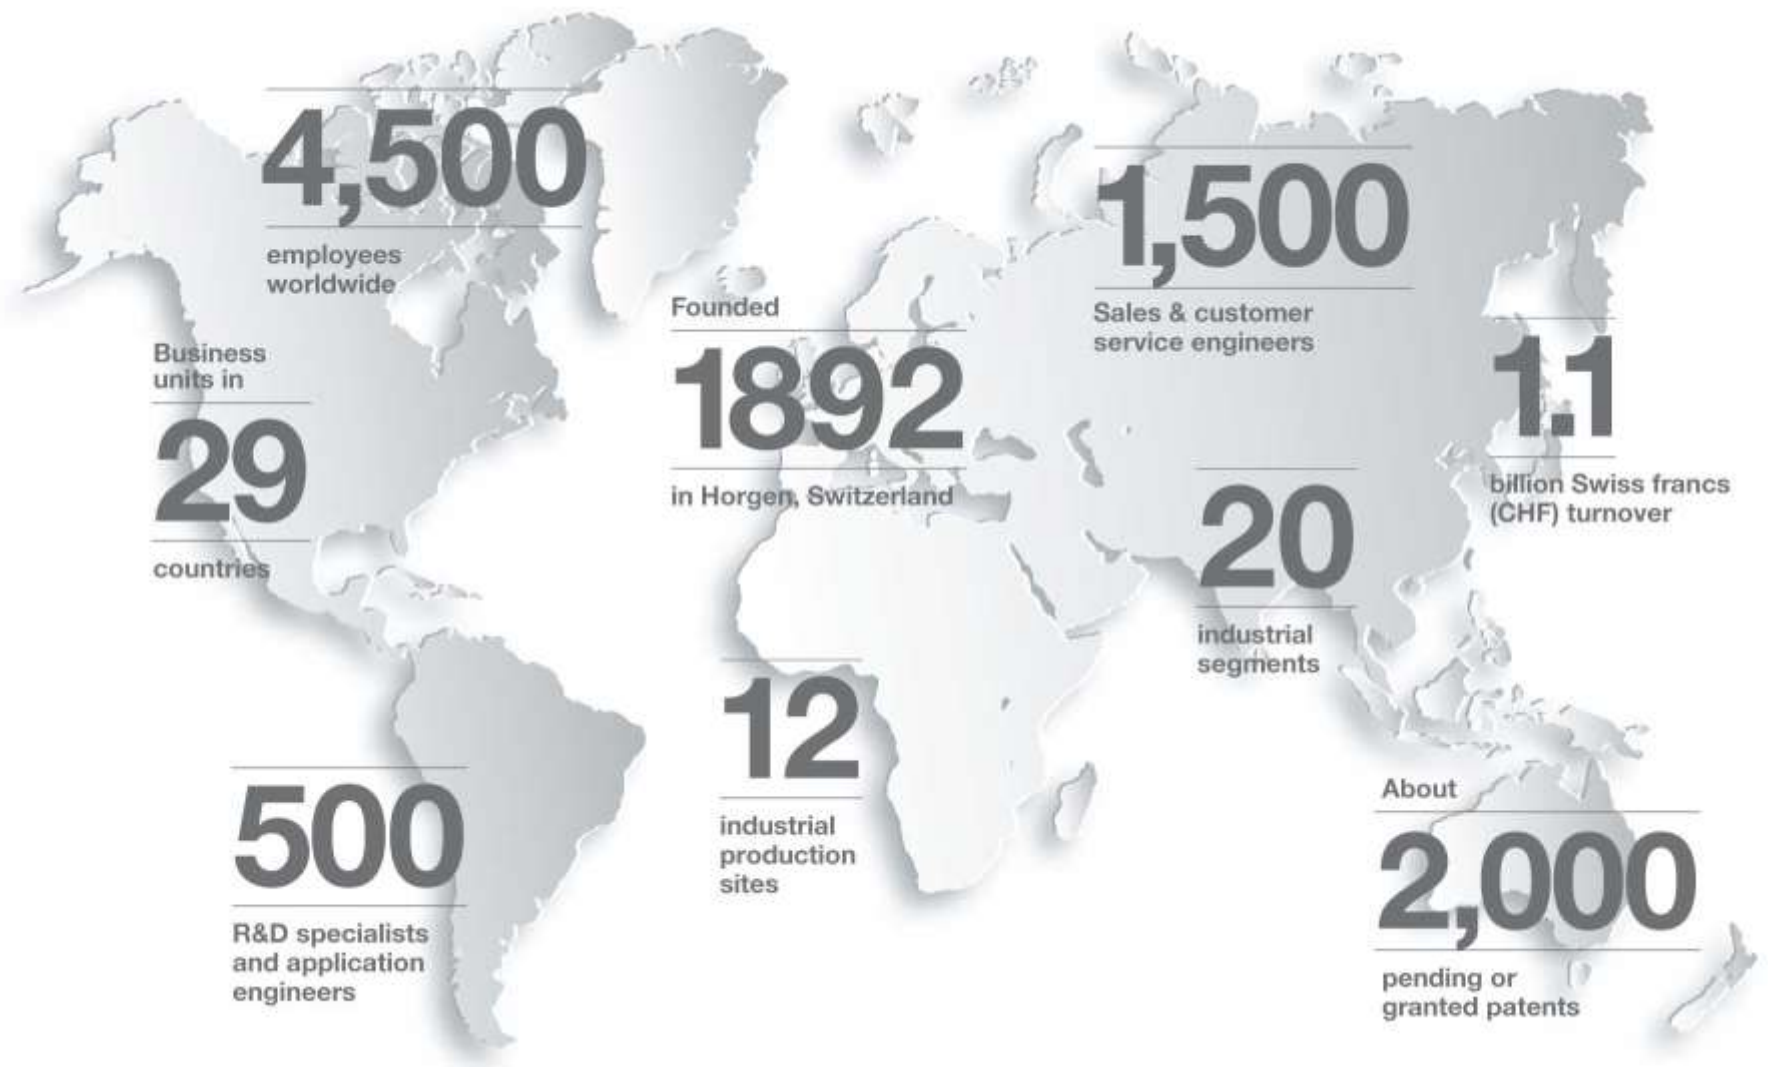 4,500
employees
worldwide
Business
units in
29
countries
500
R&D specialists
and application
engineers
Founded
1892
in Horgen, Switzerland
12
industrial
production
sites
1,500
Sales & customer
service engineers
1.1
billion Swiss francs
(CHF) turnover
20
industrial
segments
About
2,000
pending or
granted patents